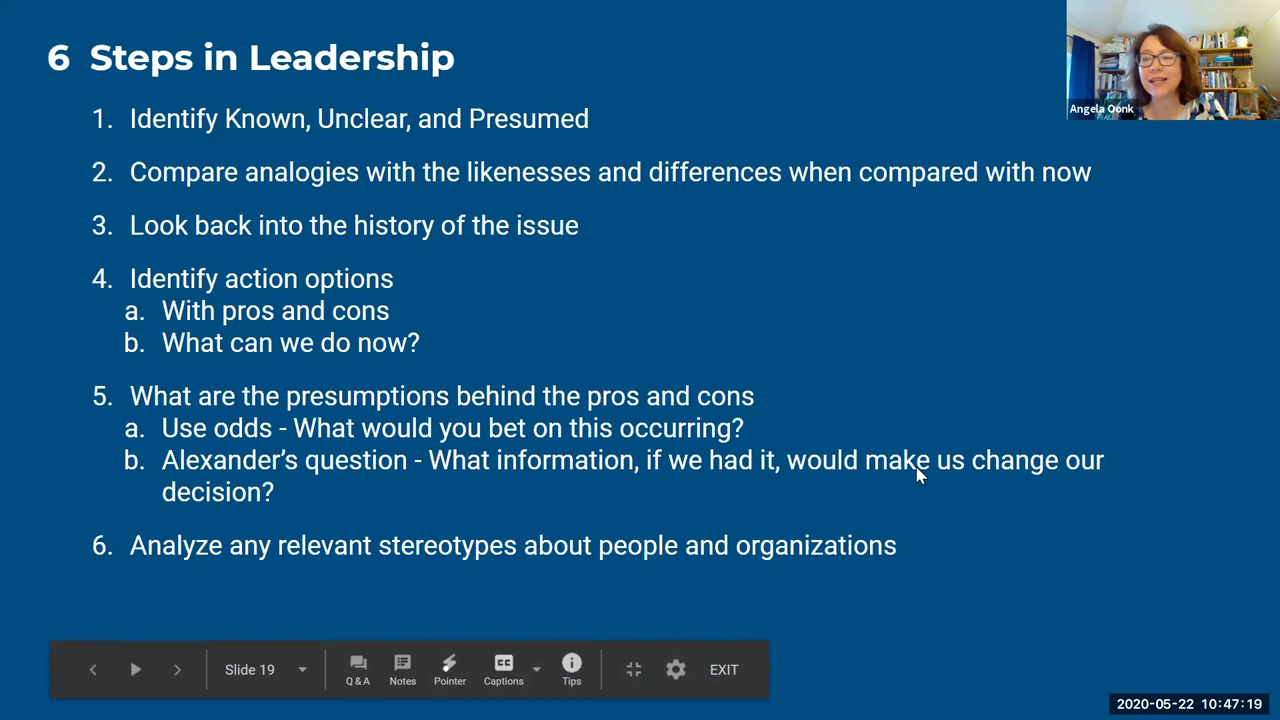 6 Steps in Leadership
Angela Oonk
1. Identify Known, Unclear, and Presumed
2. Compare analogies with the likenesses and differences when compared with now
3. Look back into the history of the issue
4. Identify action options
a. With pros and cons
b. What can we do now?
5. What are the presumptions behind the pros and cons
a. Use odds - What would you bet on this occurring?
b. Alexander’s question - What information, if we had it, would make us change our
decision?
6. Analyze any relevant stereotypes about people and organizations
Slide 19
Q & A
Notes
Pointer
CC
Captions
Tips
EXIT
2020-05-22 10:47:19